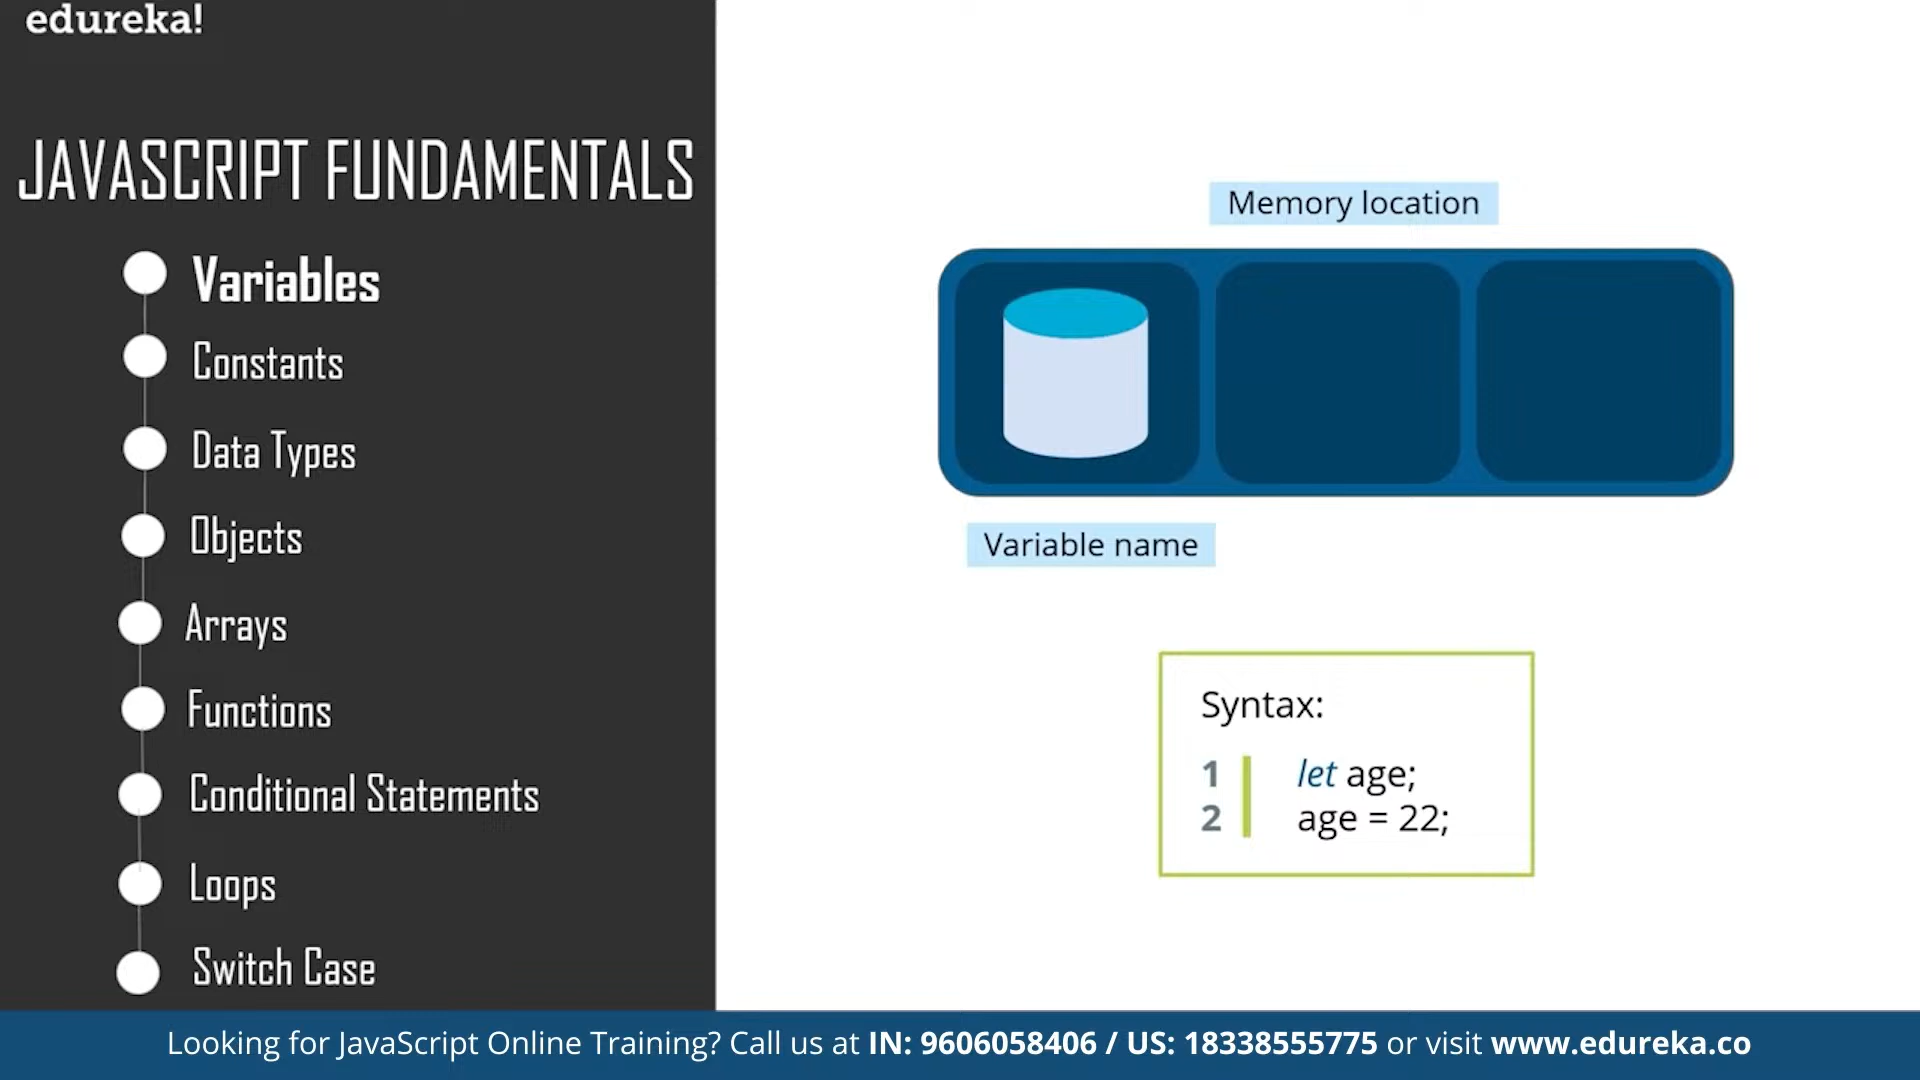 edureka!
JAVASCRIPT FUNDAMENTALS
Variables
Constants
Data Types
Objects
Arrays
Functions
Conditional Statements
Loops
Switch Case
Memory location
Variable name
Syntax:
1 let age;
2 age = 22;
Looking for JavaScript Online Training? Call us at IN: 9606058406 / US: 18338555775 or visit www.edureka.co